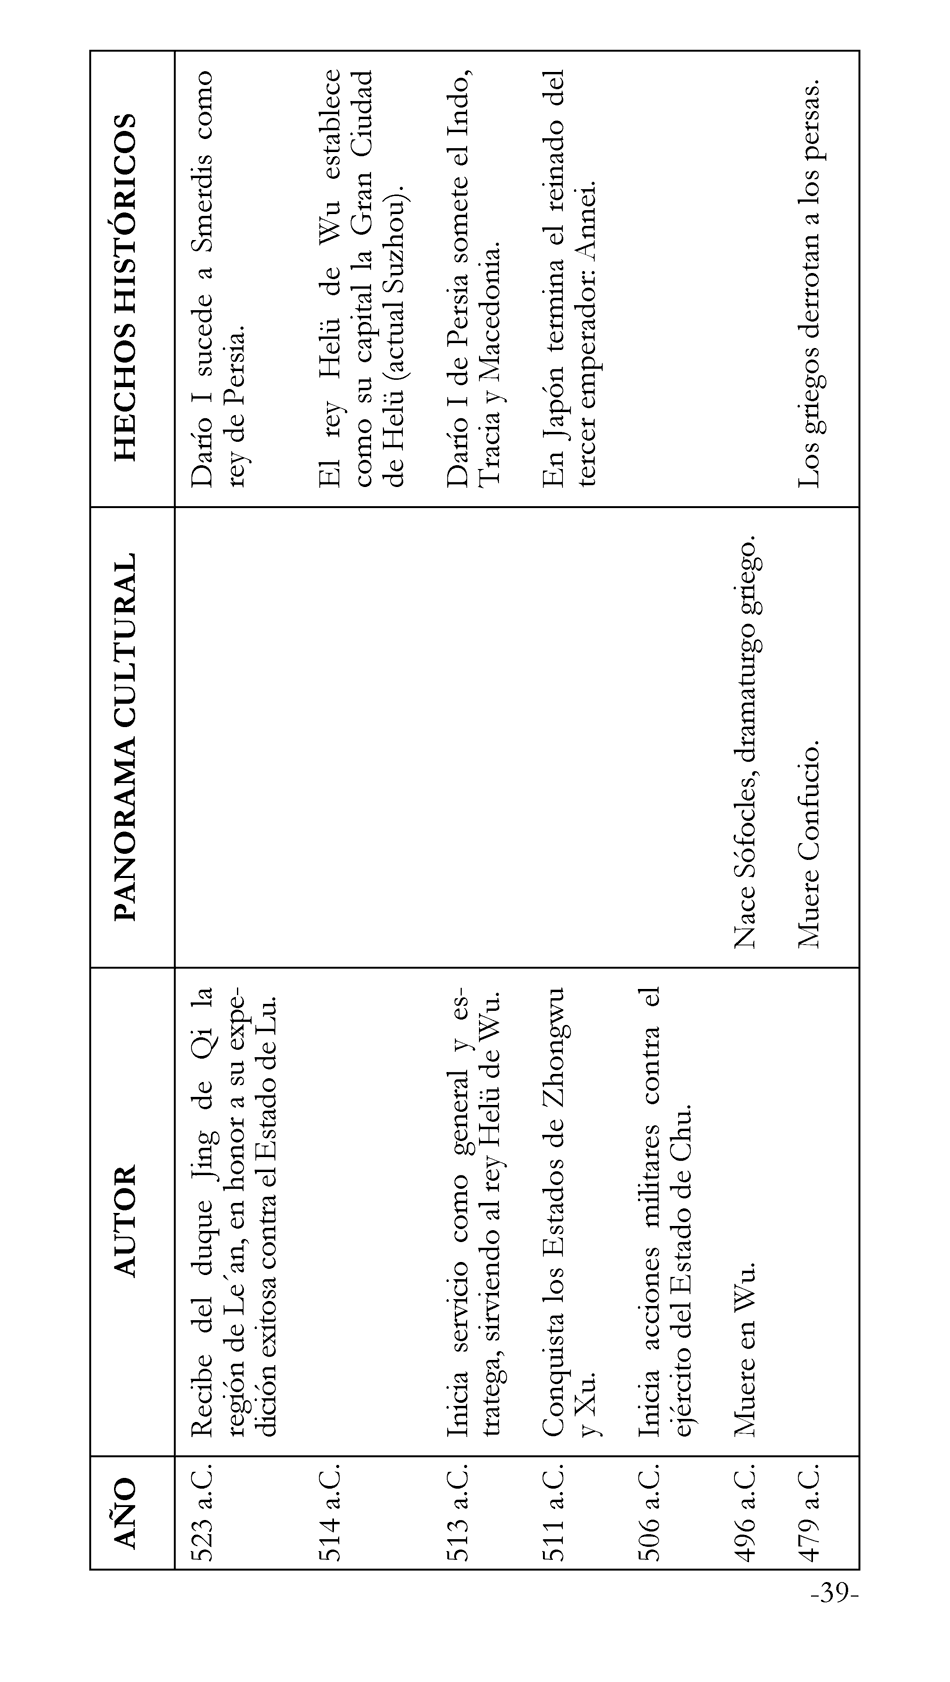 AÑO
AUTOR
PANORAMA CULTURAL
HECHOS HISTÓRICOS
523 a.C.
Recibe del duque Jing de Qi la
región de Le´an, en honor a su expe-
dición exitosa contra el Estado de Lu.
Darío I sucede a Smerdis como
rey de Persia.
514 a.C.
El rey Helü de Wu establece
como su capital la Gran Ciudad
de Helü (actual Suzhou).
513 a.C.
Inicia servicio como general y es-
tratega, sirviendo al rey Helü de Wu.
Darío I de Persia somete el Indo,
Tracia y Macedonia.
511 a.C.
Conquista los Estados de Zhongwu
y Xu.
En Japón termina el reinado del
tercer emperador: Annei.
506 a.C.
Inicia acciones militares contra el
ejército del Estado de Chu.
496 a.C.
Muere en Wu.
Nace Sófocles, dramaturgo griego.
479 a.C.
Muere Confucio.
Los griegos derrotan a los persas.
-39-